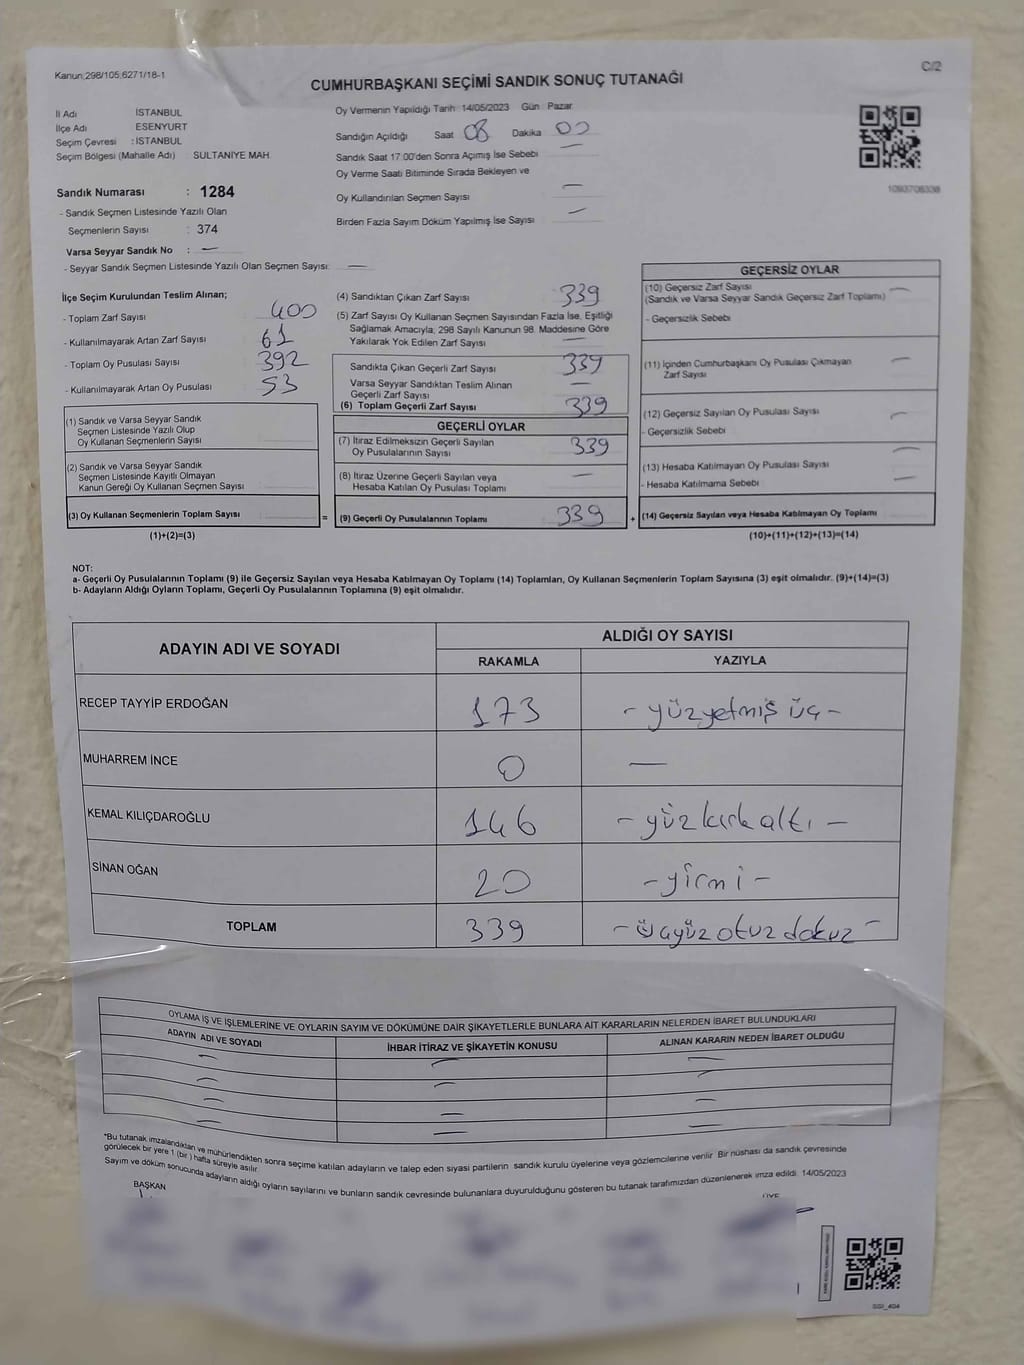 Kanun:298/105,6271/18-1
C/2
CUMHURBAŞKANI SEÇİMİ SANDIK SONUÇ TUTANAĞI
İl Adı İSTANBUL
İlçe Adı ESENYURT
Seçim Çevresi : İSTANBUL
Seçim Bölgesi (Mahalle Adı) SULTANİYE MAH
Sandık Numarası : 1284
- Sandık Seçmen Listesinde Yazılı Olan
Seçmenlerin Sayısı : 374
Varsa Seyyar Sandık No : —
- Seyyar Sandık Seçmen Listesinde Yazılı Olan Seçmen Sayısı: —
Oy Vermenin Yapıldığı Tarih : 14/05/2023 Gün : Pazar
Sandığın Açıldığı Saat 08 Dakika 00
Sandık Saat 17:00'den Sonra Açımış İse Sebebi —
Oy Verme Saati Bitiminde Sırada Bekleyen ve
Oy Kullandırılan Seçmen Sayısı —
Birden Fazla Sayım Döküm Yapılmış İse Sayısı —
1093708338
İlçe Seçim Kurulundan Teslim Alınan;
- Toplam Zarf Sayısı 400
- Kullanılmayarak Artan Zarf Sayısı 61
- Toplam Oy Pusulası Sayısı 392
- Kullanılmayarak Artan Oy Pusulası 53
(1) Sandık ve Varsa Seyyar Sandık
Seçmen Listesinde Yazılı Olup
Oy Kullanan Seçmenlerin Sayısı
(2) Sandık ve Varsa Seyyar Sandık
Seçmen Listesinde Kayıtlı Olmayan
Kanun Gereği Oy Kullanan Seçmen Sayısı
(3) Oy Kullanan Seçmenlerin Toplam Sayısı =
(1)+(2)=(3)
(4) Sandıktan Çıkan Zarf Sayısı 339
(5) Zarf Sayısı Oy Kullanan Seçmen Sayısından Fazla İse, Eşitliği
Sağlamak Amacıyla, 298 Sayılı Kanunun 98. Maddesine Göre
Yakılarak Yok Edilen Zarf Sayısı —
Sandıkta Çıkan Geçerli Zarf Sayısı 339
Varsa Seyyar Sandıktan Teslim Alınan
Geçerli Zarf Sayısı —
(6) Toplam Geçerli Zarf Sayısı 339
GEÇERLİ OYLAR
(7) İtiraz Edilmeksizin Geçerli Sayılan
Oy Pusulalarının Sayısı 339
(8) İtiraz Üzerine Geçerli Sayılan veya
Hesaba Katılan Oy Pusulası Toplamı —
(9) Geçerli Oy Pusulalarının Toplamı 339 +
GEÇERSİZ OYLAR
(10) Geçersiz Zarf Sayısı —
(Sandık ve Varsa Seyyar Sandık Geçersiz Zarf Toplamı)
- Geçersizlik Sebebi
(11) İçinden Cumhurbaşkanı Oy Pusulası Çıkmayan
Zarf Sayısı —
(12) Geçersiz Sayılan Oy Pusulası Sayısı —
- Geçersizlik Sebebi —
(13) Hesaba Katılmayan Oy Pusulası Sayısı
- Hesaba Katılmama Sebebi —
(14) Geçersiz Sayılan veya Hesaba Katılmayan Oy Toplamı
(10)+(11)+(12)+(13)=(14)
NOT:
a- Geçerli Oy Pusulalarının Toplamı (9) ile Geçersiz Sayılan veya Hesaba Katılmayan Oy Toplamı (14) Toplamları, Oy Kullanan Seçmenlerin Toplam Sayısına (3) eşit olmalıdır. (9)+(14)=(3)
b- Adayların Aldığı Oyların Toplamı, Geçerli Oy Pusulalarının Toplamına (9) eşit olmalıdır.
ADAYIN ADI VE SOYADI ALDIĞI OY SAYISI
RAKAMLA YAZIYLA
RECEP TAYYİP ERDOĞAN 173 - yüzyetmiş üç -
MUHARREM İNCE 0 —
KEMAL KILIÇDAROĞLU 146 - yüzkırkaltı -
SİNAN OĞAN 20 - yirmi -
TOPLAM 339 - üçyüzotuzdokuz -
OYLAMA İŞ VE İŞLEMLERİNE VE OYLARIN SAYIM VE DÖKÜMÜNE DAİR ŞİKAYETLERLE BUNLARA AİT KARARLARIN NELERDEN İBARET BULUNDUKLARI
ADAYIN ADI VE SOYADI İHBAR İTİRAZ VE ŞİKAYETİN KONUSU ALINAN KARARIN NEDEN İBARET OLDUĞU
— — —
— — —
— — —
— — —
*Bu tutanak imzalandıktan ve mühürlendikten sonra seçime katılan adayların ve talep eden siyasi partilerin sandık kurulu üyelerine veya gözlemcilerine verilir. Bir nüshası da sandık çevresinde
görülecek bir yere 1 (bir) hafta süreyle asılır.
Sayım ve döküm sonucunda adayların aldığı oyların sayılarını ve bunların sandık cevresinde bulunanlara duyurulduğunu gösteren bu tutanak tarafımızdan düzenlenerek imza edildi. 14/05/2023
BAŞKAN ÜYE